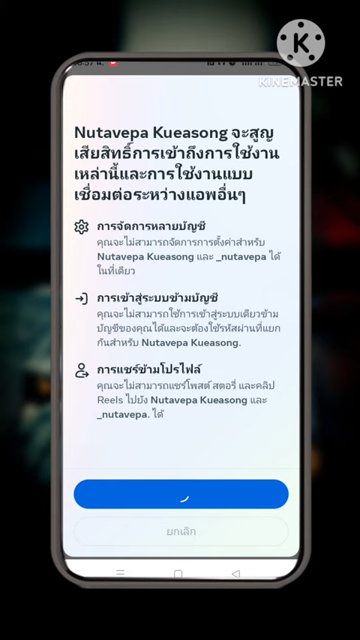 K
KINEMASTER
Nutavepa Kueasong จะสูญ
เสียสิทธิ์การเข้าถึงการใช้งาน
เหล่านี้และการใช้งานแบบ
เชื่อมต่อระหว่างแอพอื่นๆ
การจัดการหลายบัญชี
คุณจะไม่สามารถจัดการการตั้งค่าสำหรับ
Nutavepa Kueasong และ _nutavepa ได้
ในที่เดียว
การเข้าสู่ระบบข้ามบัญชี
คุณจะไม่สามารถใช้การเข้าสู่ระบบเดียวข้าม
บัญชีของคุณได้และจะต้องใช้รหัสผ่านที่แยก
กันสำหรับ Nutavepa Kueasong.
การแชร์ข้ามโปรไฟล์
คุณจะไม่สามารถแชร์โพสต์ สตอรี่ และคลิป
Reels ไปยัง Nutavepa Kueasong และ
_nutavepa. ได้
ยกเลิก